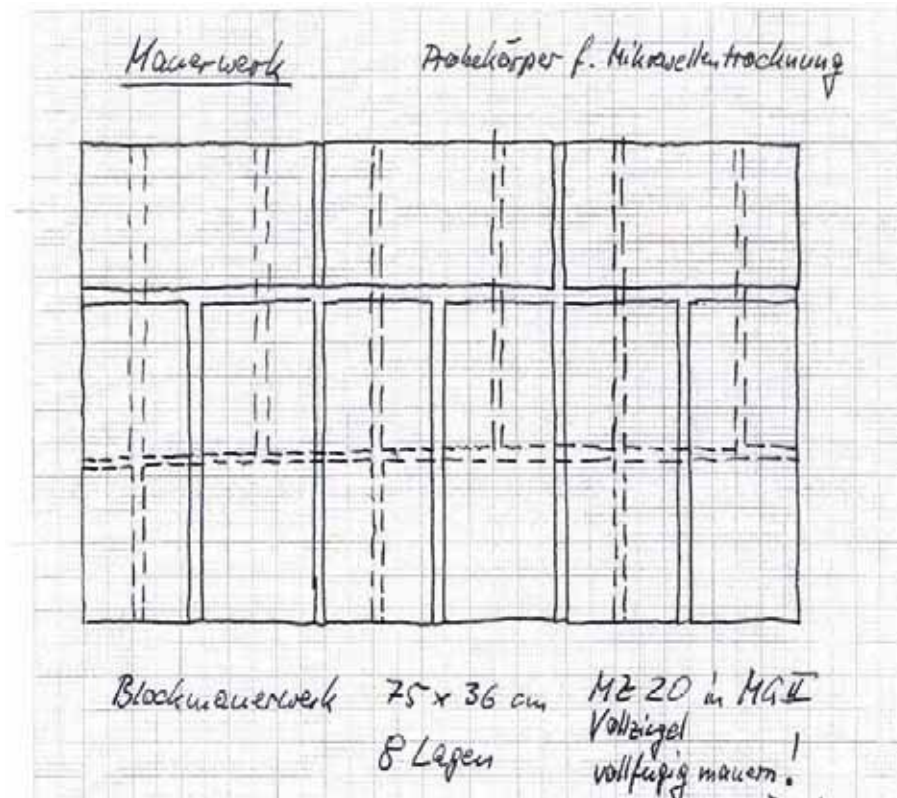 Mauerwerk Probekörper f. Mikrowellentrocknung
Blockmauerwerk 75 x 36 cm MZ 20 in MG II
Vollziegel
8 Lagen
vollfugig mauern!